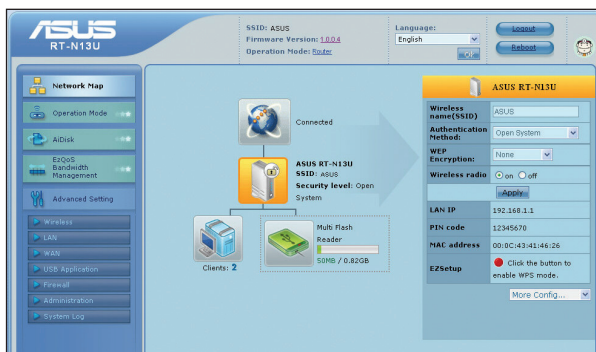 ASUS
RT-N13U
SSID: ASUS
Firmware Version: 1.0.0.4
Operation Mode: Router
Language:
English
OK
Logout
Reboot
Network Map
Operation Mode
AiDisk
EzQoS
Bandwidth
Management
Advanced Setting
Wireless
LAN
WAN
USB Application
Firewall
Administration
System Log
Connected
ASUS RT-N13U
SSID: ASUS
Security level: Open
System
Clients: 2
Multi Flash
Reader
50MB / 0.82GB
ASUS RT-N13U
Wireless
name(SSID)
ASUS
Authentication
Method:
Open System
WEP
Encryption:
None
Wireless radio
on off
Apply
LAN IP
192.168.1.1
PIN code
12345670
MAC address
00:0C:43:41:46:26
EZSetup
Click the button to
enable WPS mode.
More Config...